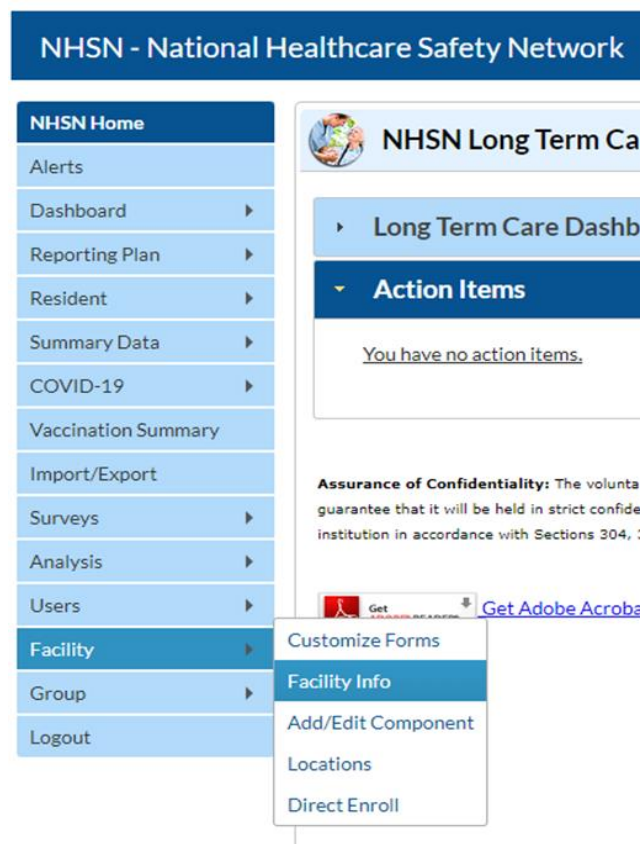 NHSN - National Healthcare Safety Network
NHSN Home
Alerts
Dashboard
Reporting Plan
Resident
Summary Data
COVID-19
Vaccination Summary
Import/Export
Surveys
Analysis
Users
Facility
Group
Logout
NHSN Long Term Ca
Long Term Care Dashb
Action Items
You have no action items.
Assurance of Confidentiality: The volunta
guarantee that it will be held in strict confide
institution in accordance with Sections 304,
Get
Get Adobe Acroba
Customize Forms
Facility Info
Add/Edit Component
Locations
Direct Enroll